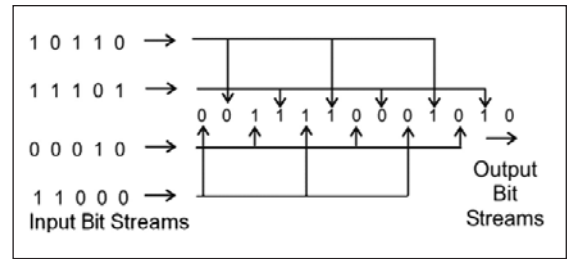 1 0 1 1 0
1 1 1 0 1
0 0 1 1 1 1 0 0 0 1 0 1 0
0 0 0 1 0
1 1 0 0 0
Input Bit Streams
Output
Bit
Streams